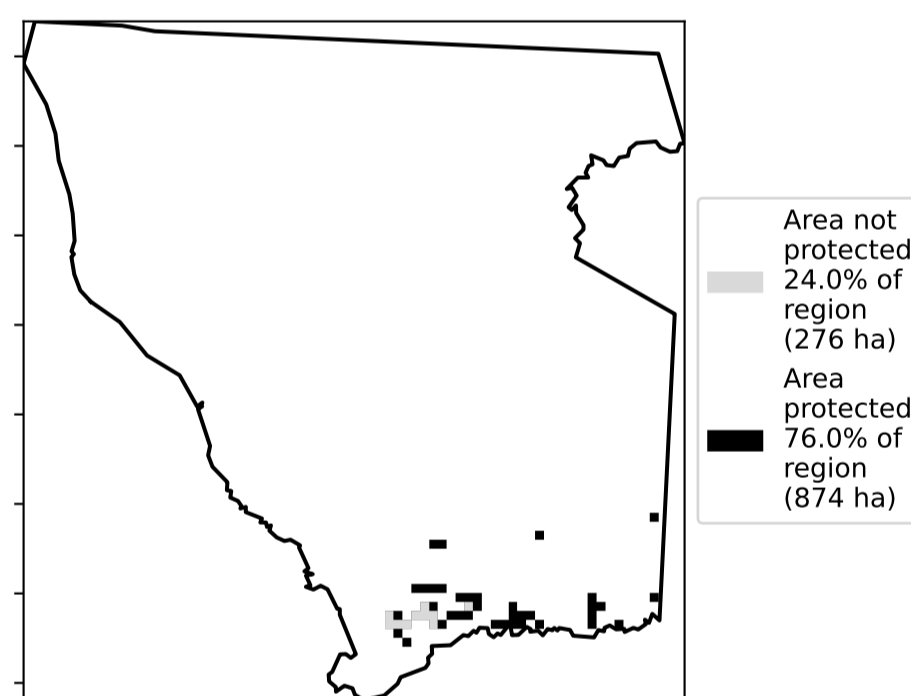 Area not
protected
24.0% of
region
(276 ha)
Area
protected
76.0% of
region
(874 ha)